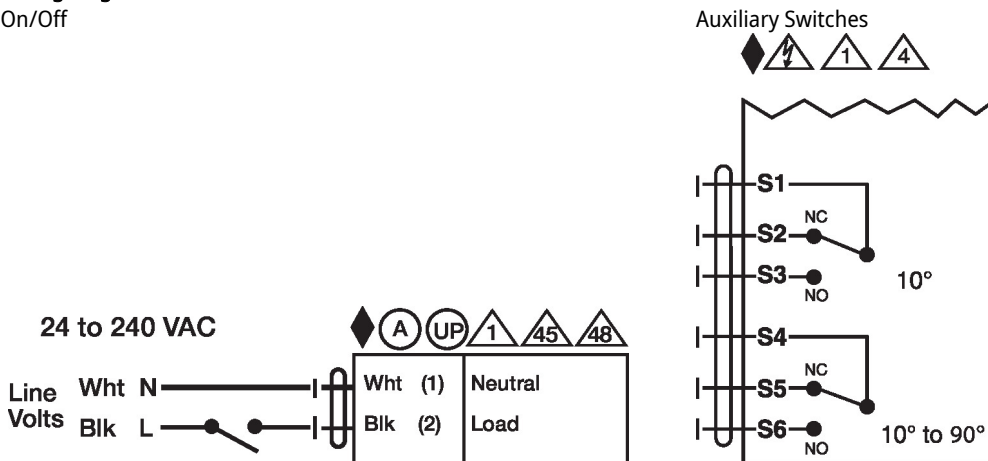 On/Off
24 to 240 VAC
A UP 1 45 48
Line Volts
Wht N
Wht (1) Neutral
Blk L
Blk (2) Load
Auxiliary Switches
1 4
S1
S2 NC
S3 NO
10°
S4
S5 NC
S6 NO
10° to 90°